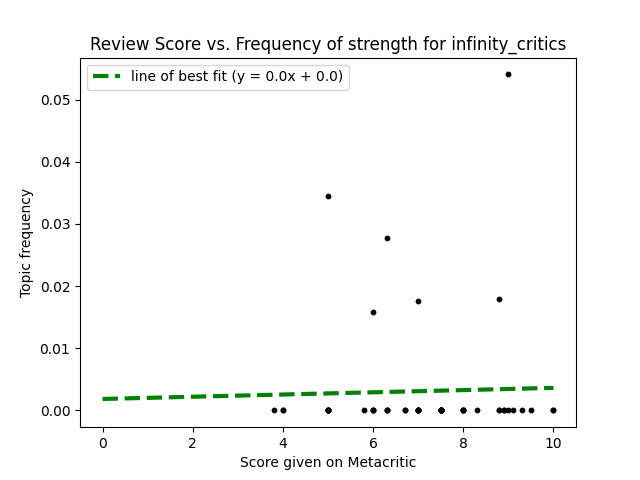 Review Score vs. Frequency of strength for infinity_critics
line of best fit (y = 0.0x + 0.0)
Topic frequency
0.05
0.04
0.03
0.02
0.01
0.00
0 2 4 6 8 10
Score given on Metacritic